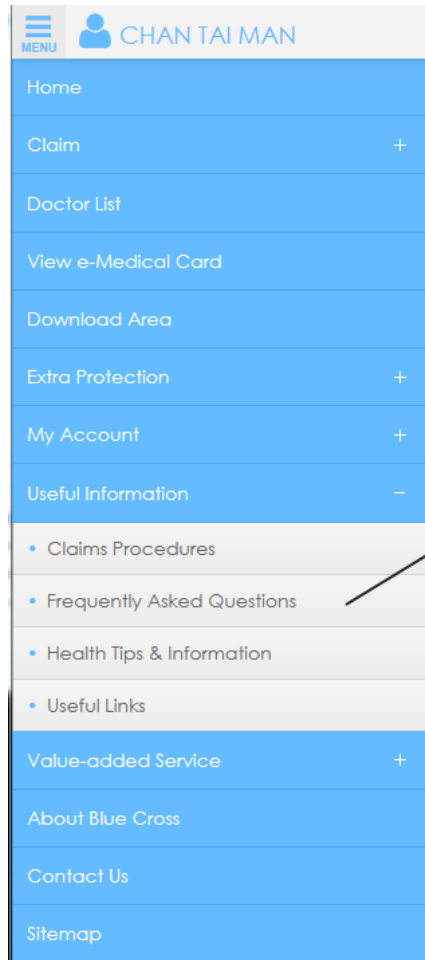 MENU CHAN TAI MAN
Home
Claim +
Doctor List
View e-Medical Card
Download Area
Extra Protection +
My Account +
Useful Information −
• Claims Procedures
• Frequently Asked Questions
• Health Tips & Information
• Useful Links
Value-added Service +
About Blue Cross
Contact Us
Sitemap